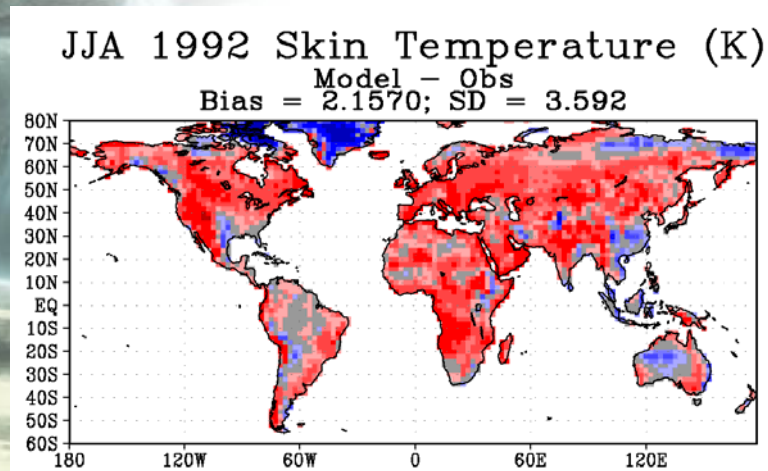 JJA 1992 Skin Temperature (K)
Model - Obs
Bias = 2.1570; SD = 3.592
80N
70N
60N
50N
40N
30N
20N
10N
EQ
10S
20S
30S
40S
50S
60S
180 120W 60W 0 60E 120E